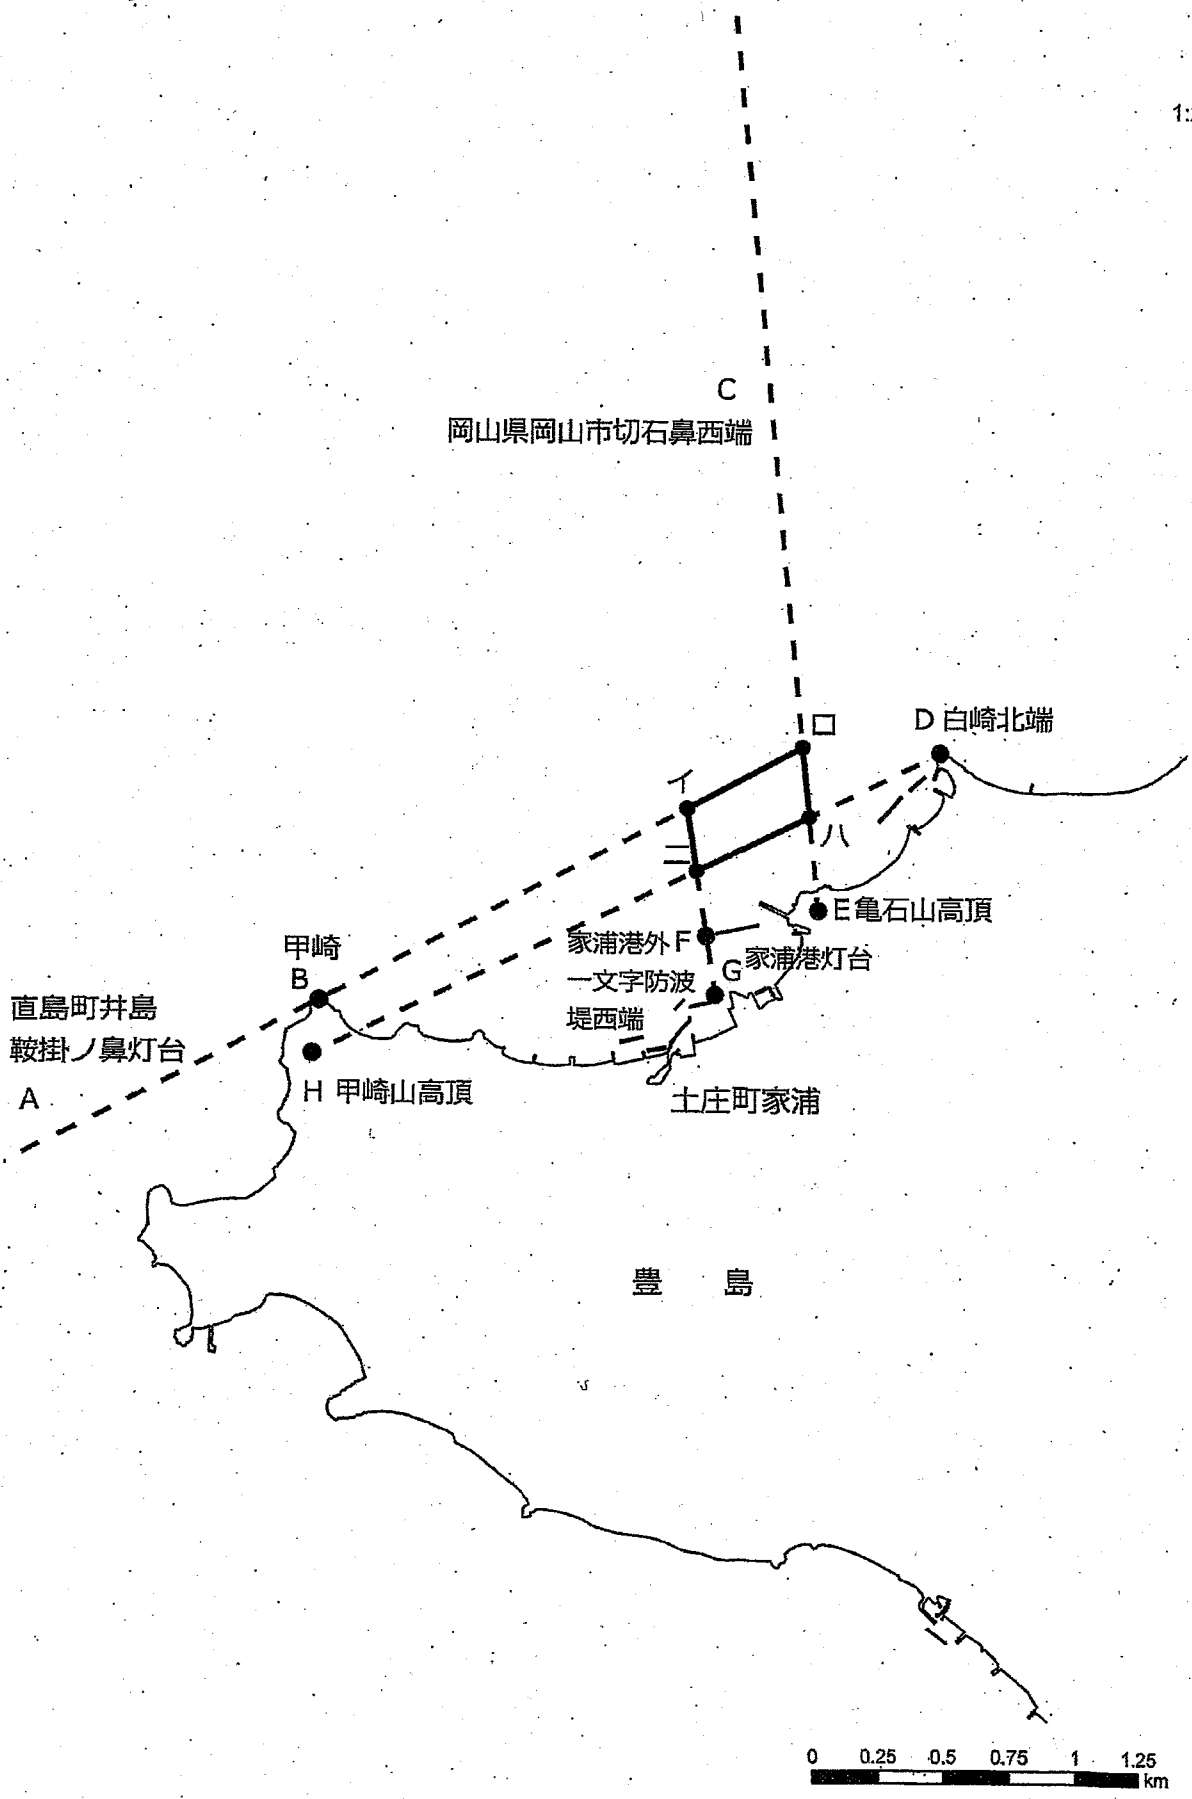 1:
C
岡山県岡山市切石鼻西端
ロ
D 白崎北端
イ
ハ
ニ
E 亀石山高頂
家浦港外 F
家浦港灯台
G
一文字防波
堤西端
甲崎
B
直島町井島
鞍掛ノ鼻灯台
A
H 甲崎山高頂
土庄町家浦
豊 島
0 0.25 0.5 0.75 1 1.25
km